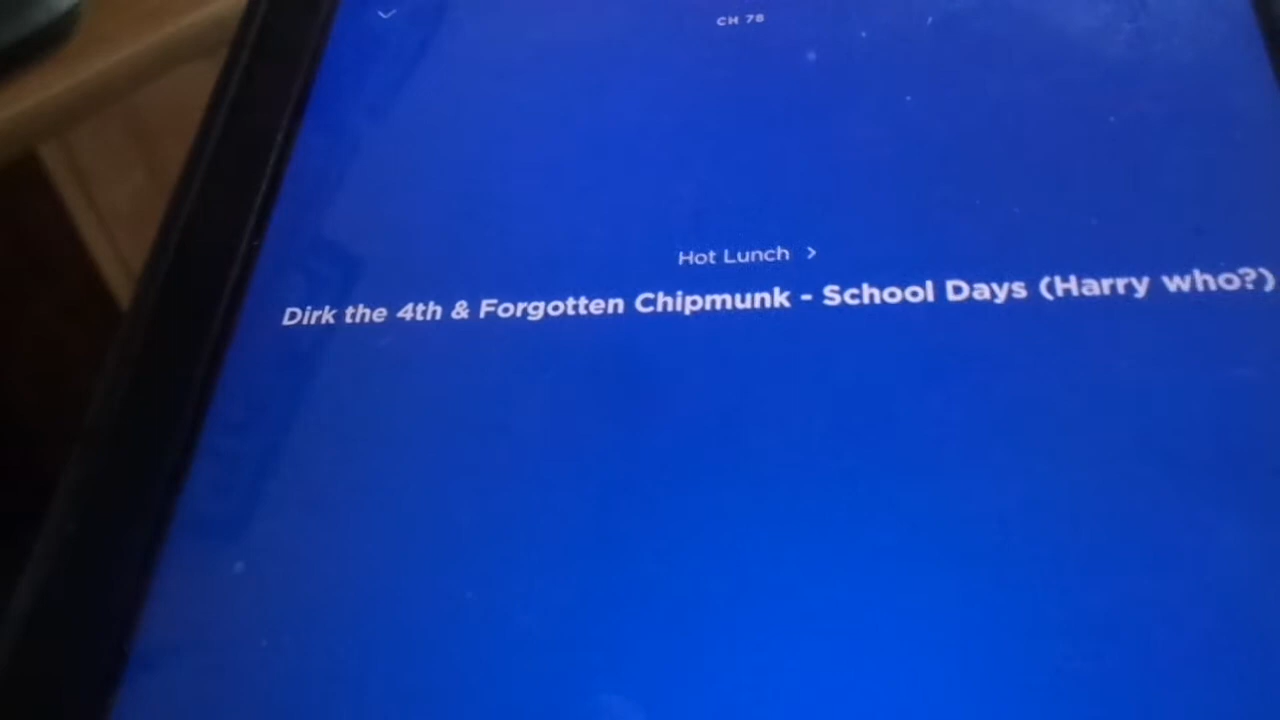 CH 78
Hot Lunch >
Dirk the 4th & Forgotten Chipmunk - School Days (Harry who?)